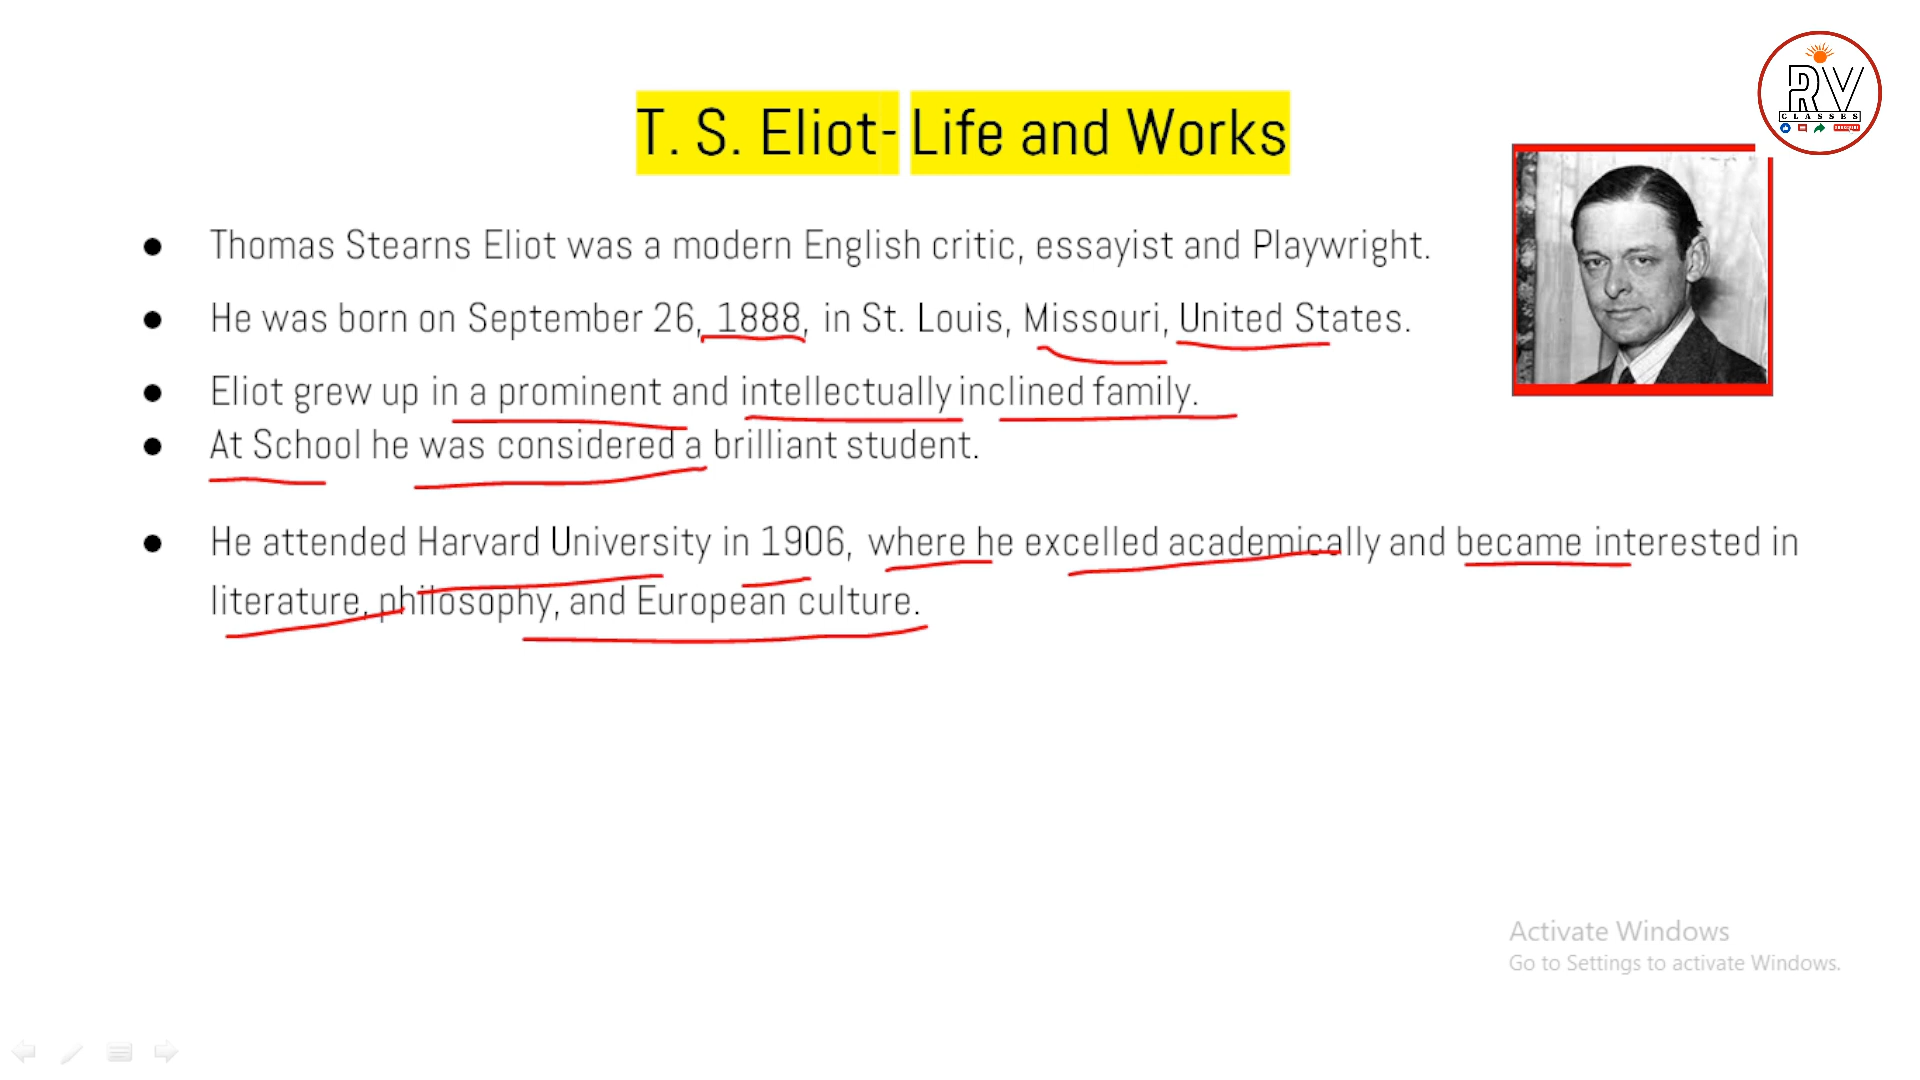 RV
CLASSES
T. S. Eliot- Life and Works
● Thomas Stearns Eliot was a modern English critic, essayist and Playwright.
● He was born on September 26, 1888, in St. Louis, Missouri, United States.
● Eliot grew up in a prominent and intellectually inclined family.
● At School he was considered a brilliant student.
● He attended Harvard University in 1906, where he excelled academically and became interested in
literature, philosophy, and European culture.
Activate Windows
Go to Settings to activate Windows.